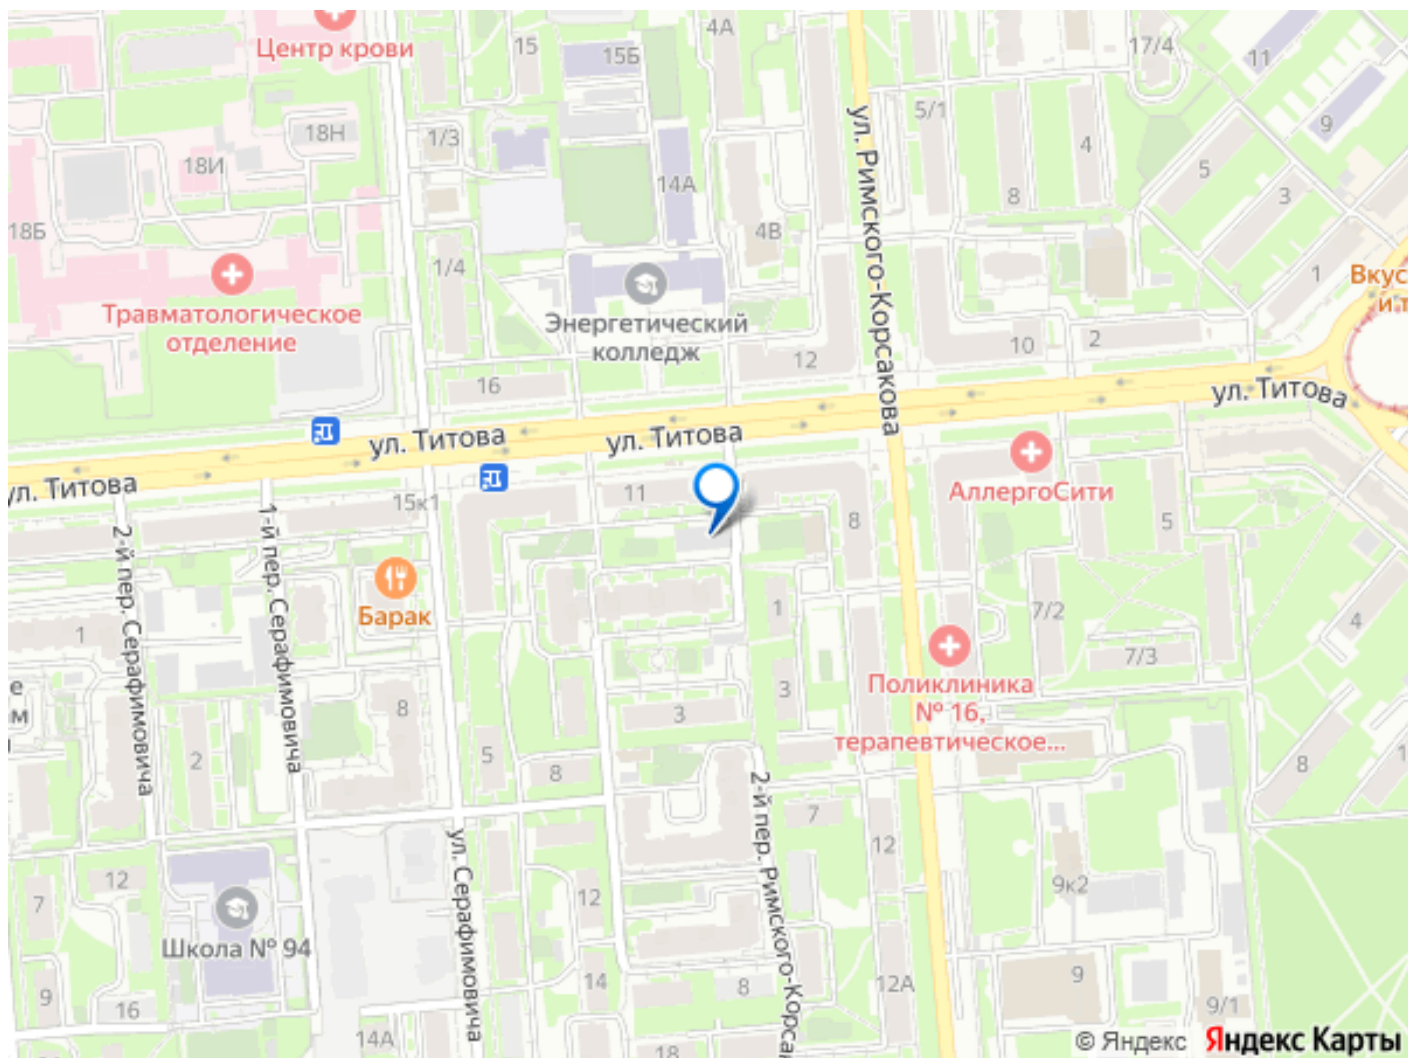 Центр крови
15
15Б
4А
17/4
11
18Н
1/3
5/1
4
9
18И
14А
8
5
3
18Б
4В
ул. Римского-Корсакова
1/4
1
Травматологическое
отделение
Энергетический
колледж
Вкус
и т
16
12
10
2
ул. Титова
ул. Титова
ул. Титова
ул. Титова
15к1
11
8
АллергоСити
5
2-й пер. Серафимовича
1-й пер. Серафимовича
Барак
1
1
7/2
4
7/3
е
ам
8
3
3
Поликлиника
№ 16,
терапевтическое...
2
5
8
8
1
2-й пер. Римского-Корса
7
12
ул. Серафимовича
7
12
12
9к2
Школа № 94
9
16
14
8
12А
9
9/1
14А
18
© Яндекс Яндекс Карты